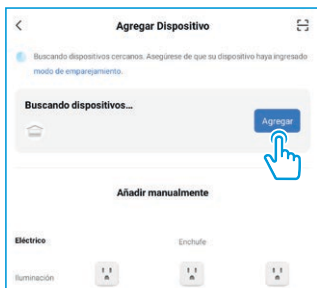 Agregar Dispositivo
Buscando dispositivos cercanos. Asegúrese de que su dispositivo haya ingresado
modo de emparejamiento.
Buscando dispositivos...
Agregar
Añadir manualmente
Eléctrico
Enchufe
Iluminación